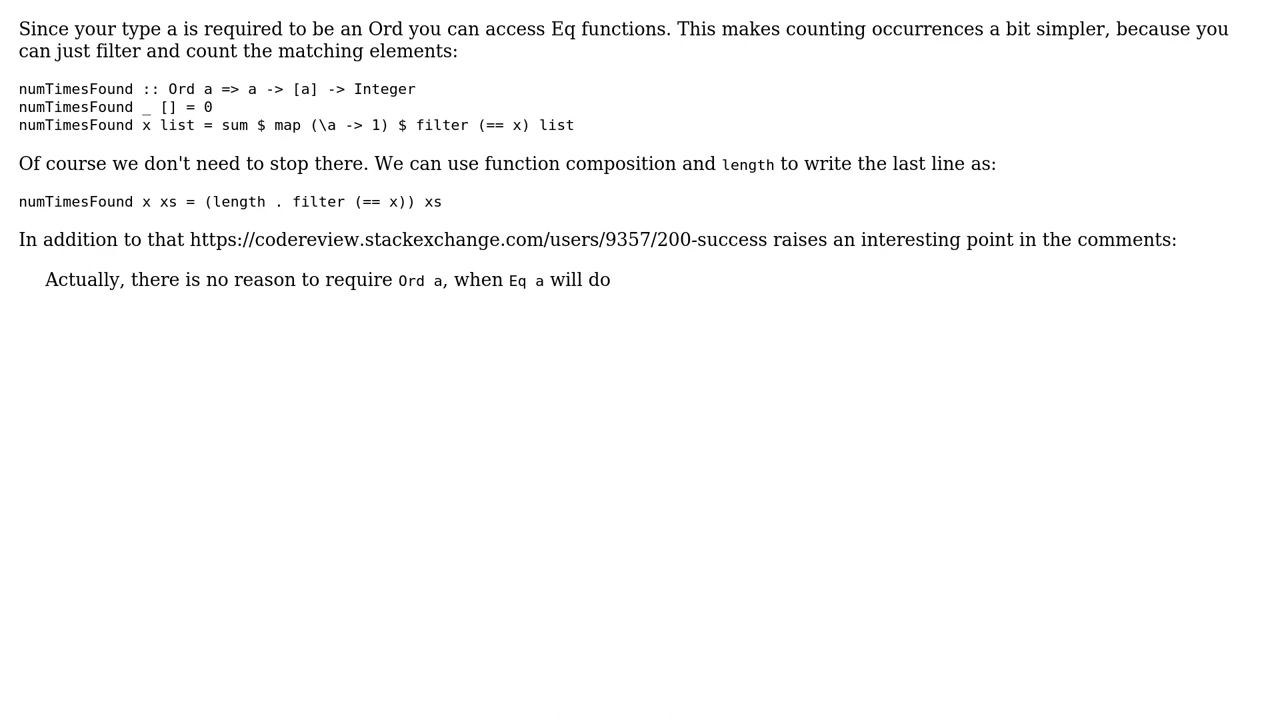 Since your type a is required to be an Ord you can access Eq functions. This makes counting occurrences a bit simpler, because you
can just filter and count the matching elements:
numTimesFound :: Ord a => a -> [a] -> Integer
numTimesFound _ [] = 0
numTimesFound x list = sum $ map (\a -> 1) $ filter (== x) list
Of course we don't need to stop there. We can use function composition and length to write the last line as:
numTimesFound x xs = (length . filter (== x)) xs
In addition to that https://codereview.stackexchange.com/users/9357/200-success raises an interesting point in the comments:
Actually, there is no reason to require Ord a, when Eq a will do